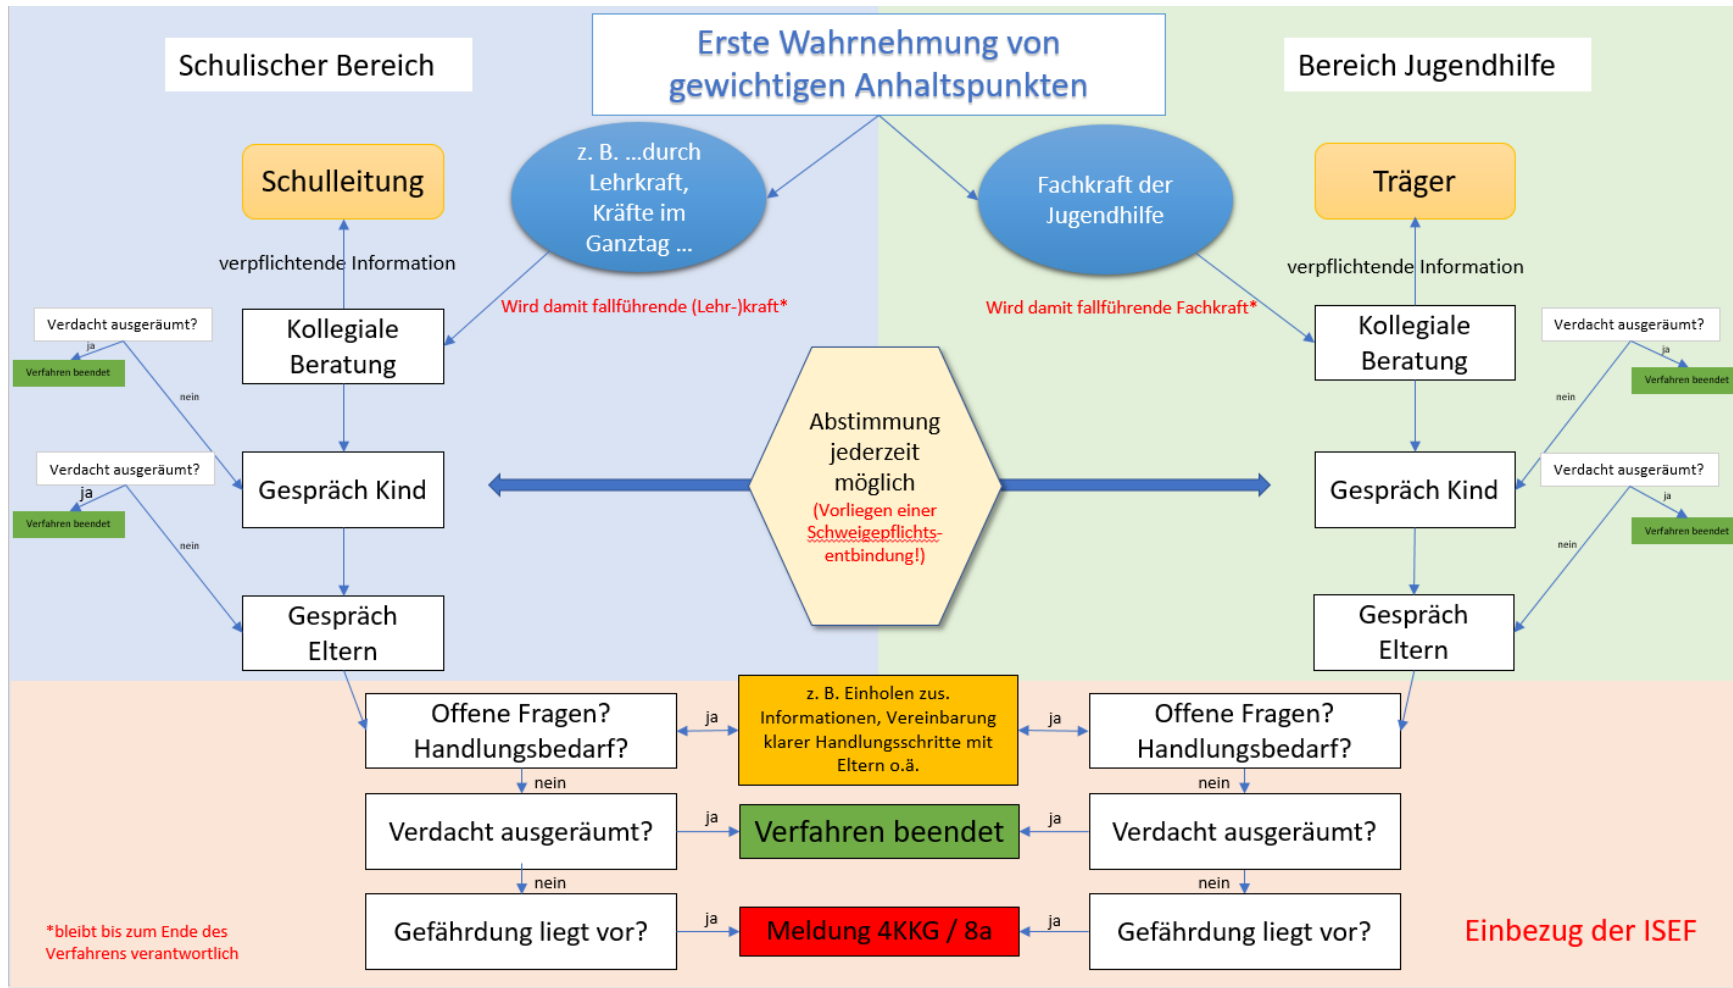 Erste Wahrnehmung von
gewichtigen Anhaltspunkten
Schulischer Bereich
Bereich Jugendhilfe
z. B. ...durch
Lehrkraft,
Kräfte im
Ganztag ...
Fachkraft der
Jugendhilfe
Schulleitung
Träger
verpflichtende Information
verpflichtende Information
Wird damit fallführende (Lehr-)kraft*
Wird damit fallführende Fachkraft*
Verdacht ausgeräumt?
ja
Verfahren beendet
nein
Kollegiale
Beratung
Kollegiale
Beratung
Verdacht ausgeräumt?
ja
Verfahren beendet
nein
Abstimmung
jederzeit
möglich
(Vorliegen einer
Schweigepflichts-
entbindung!)
Verdacht ausgeräumt?
ja
Verfahren beendet
nein
Gespräch Kind
Gespräch Kind
Verdacht ausgeräumt?
ja
Verfahren beendet
nein
Gespräch
Eltern
Gespräch
Eltern
Offene Fragen?
Handlungsbedarf?
ja
z. B. Einholen zus.
Informationen, Vereinbarung
klarer Handlungsschritte mit
Eltern o.ä.
ja
Offene Fragen?
Handlungsbedarf?
nein
nein
Verdacht ausgeräumt?
ja
Verfahren beendet
ja
Verdacht ausgeräumt?
nein
nein
Gefährdung liegt vor?
ja
Meldung 4KKG / 8a
ja
Gefährdung liegt vor?
*bleibt bis zum Ende des
Verfahrens verantwortlich
Einbezug der ISEF